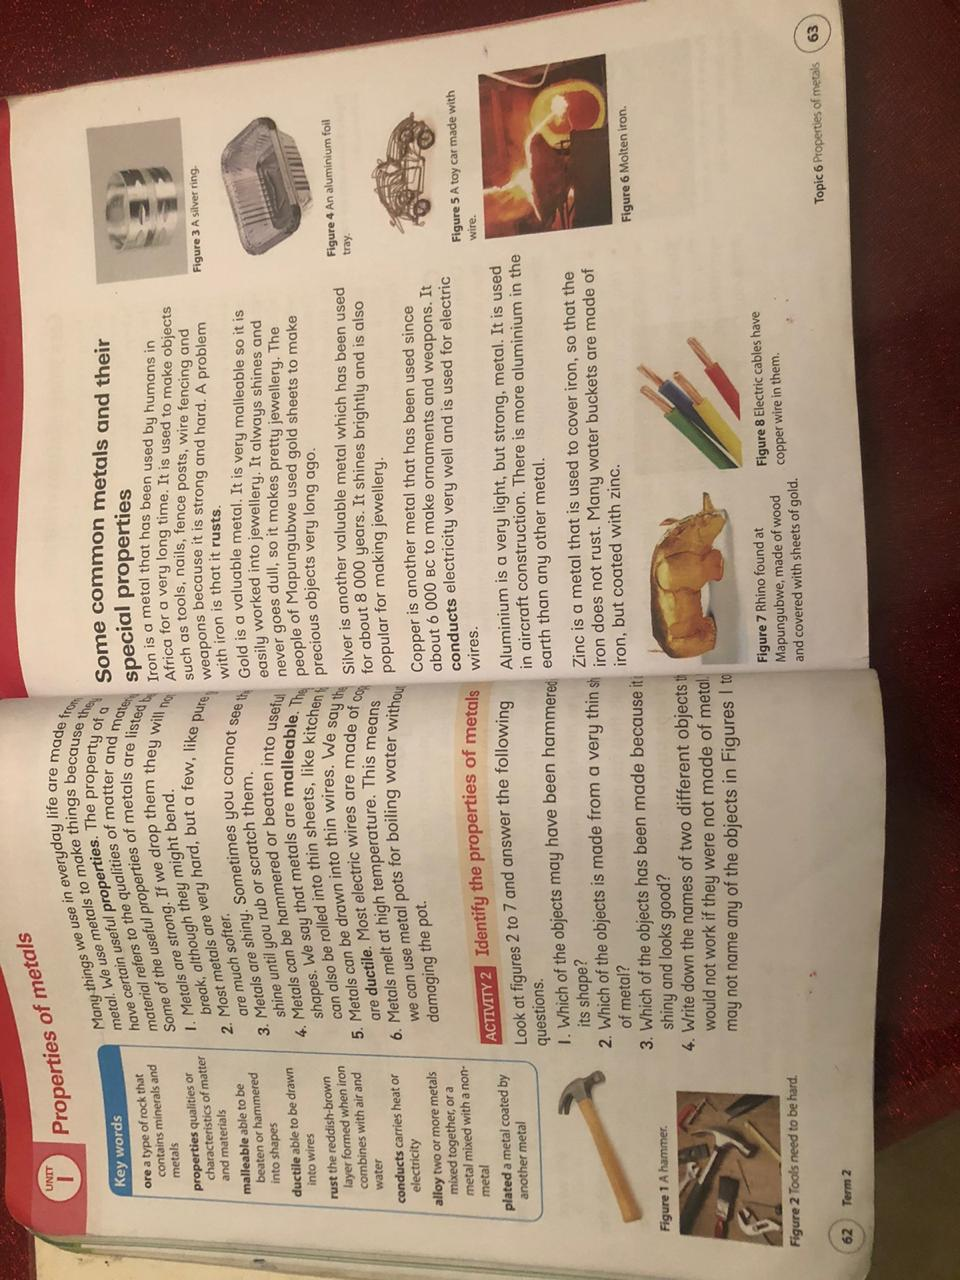 UNIT
1
Properties of metals
Key words
ore a type of rock that
contains minerals and
metals
properties qualities or
characteristics of matter
and materials
malleable able to be
beaten or hammered
into shapes
ductile able to be drawn
into wires
rust the reddish-brown
layer formed when iron
combines with air and
water
conducts carries heat or
electricity
alloy two or more metals
mixed together, or a
metal mixed with a non-
metal
plated a metal coated by
another metal
Figure 1 A hammer.
Figure 2 Tools need to be hard.
62 Term 2
Many things we use in everyday life are made from
metal. We use metals to make things because they
have certain useful properties. The property of a
material refers to the qualities of matter and
Some of the useful properties of metals are listed
1. Metals are strong. If we drop them they will
break, although they might bend.
2. Most metals are very hard, but a few, like pure
are much softer.
3. Metals are shiny. Sometimes you cannot see
shine until you rub or scratch them.
4. Metals can be hammered or beaten into useful
shapes. We say that metals are malleable.
can also be rolled into thin sheets, like kitchen
5. Metals can be drawn into thin wires. We say
are ductile. Most electric wires are made of
6. Metals melt at high temperature. This means
we can use metal pots for boiling water
damaging the pot.
ACTIVITY 2 Identify the properties of metals
Look at figures 2 to 7 and answer the following
questions.
1. Which of the objects may have been hammered
its shape?
2. Which of the objects is made from a very thin
of metal?
3. Which of the objects has been made because it
shiny and looks good?
4. Write down the names of two different objects
would not work if they were not made of metal.
may not name any of the objects in Figures 1 to
Some common metals and their
special properties
Iron is a metal that has been used by humans in
Africa for a very long time. It is used to make objects
such as tools, nails, fence posts, wire fencing and
weapons because it is strong and hard. A problem
with iron is that it rusts.
Gold is a valuable metal. It is very malleable so it is
easily worked into jewellery. It always shines and
never goes dull, so it makes pretty jewellery. The
people of Mapungubwe used gold sheets to make
precious objects very long ago.
Silver is another valuable metal which has been used
for about 8 000 years. It shines brightly and is also
popular for making jewellery.
Copper is another metal that has been used since
about 6 000 BC to make ornaments and weapons. It
conducts electricity very well and is used for electric
wires.
Aluminium is a very light, but strong, metal. It is used
in aircraft construction. There is more aluminium in the
earth than any other metal.
Zinc is a metal that is used to cover iron, so that the
iron does not rust. Many water buckets are made of
iron, but coated with zinc.
Figure 3 A silver ring.
Figure 4 An aluminium foil
tray.
Figure 5 A toy car made with
wire.
Figure 6 Molten iron.
Figure 7 Rhino found at
Mapungubwe, made of wood
and covered with sheets of gold.
Figure 8 Electric cables have
copper wire in them.
Topic 6 Properties of metals 63